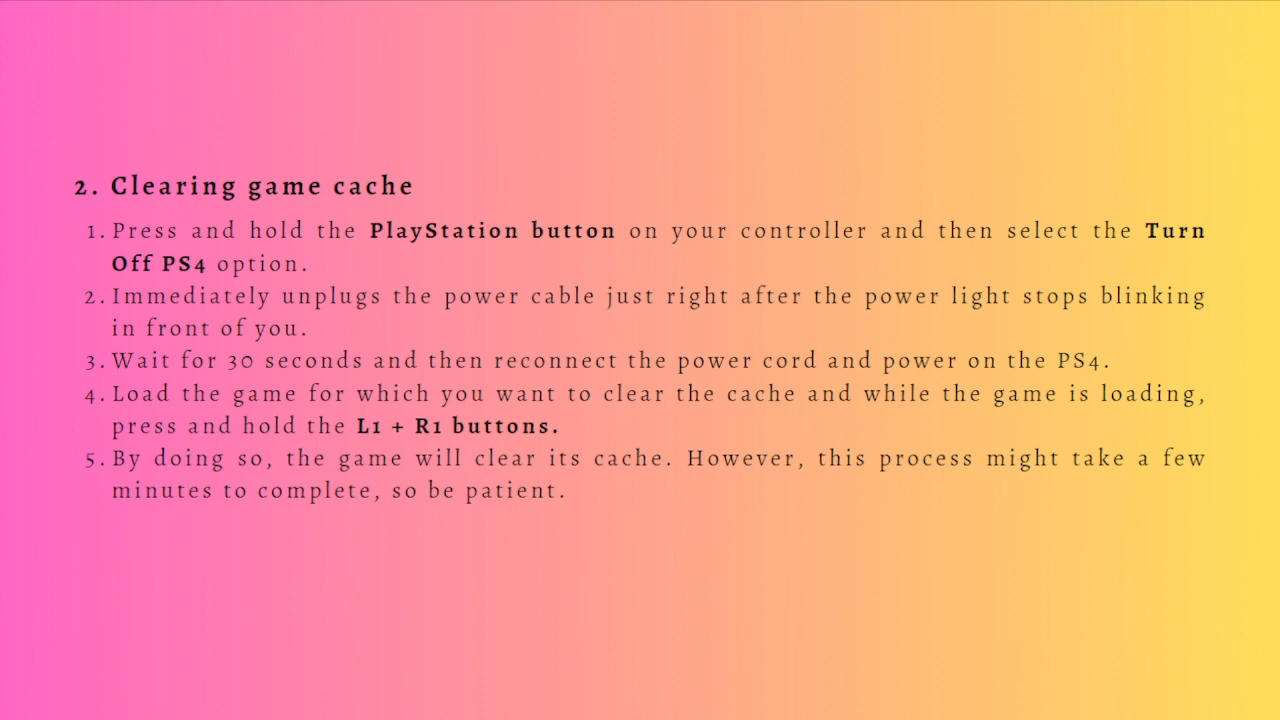 2. Clearing game cache
1. Press and hold the PlayStation button on your controller and then select the Turn
Off PS4 option.
2. Immediately unplugs the power cable just right after the power light stops blinking
in front of you.
3. Wait for 30 seconds and then reconnect the power cord and power on the PS4.
4. Load the game for which you want to clear the cache and while the game is loading,
press and hold the L1 + R1 buttons.
5. By doing so, the game will clear its cache. However, this process might take a few
minutes to complete, so be patient.